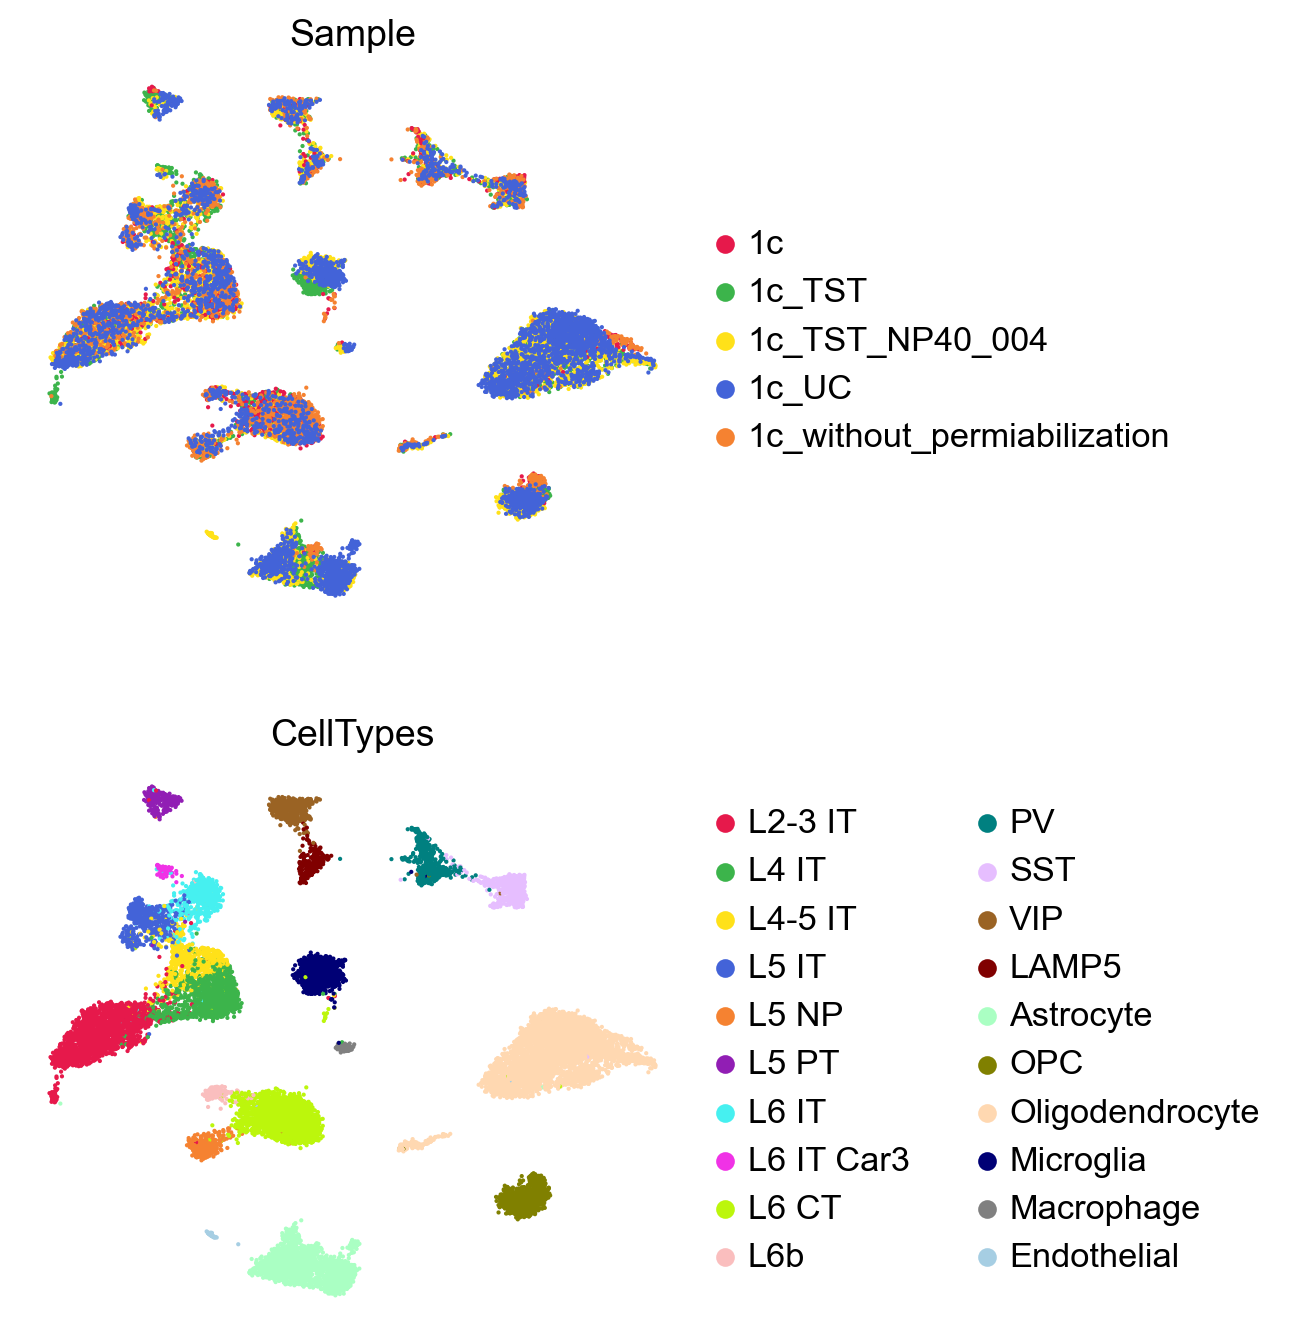 Sample
1c
1c_TST
1c_TST_NP40_004
1c_UC
1c_without_permiabilization
CellTypes
L2-3 IT
L4 IT
L4-5 IT
L5 IT
L5 NP
L5 PT
L6 IT
L6 IT Car3
L6 CT
L6b
PV
SST
VIP
LAMP5
Astrocyte
OPC
Oligodendrocyte
Microglia
Macrophage
Endothelial